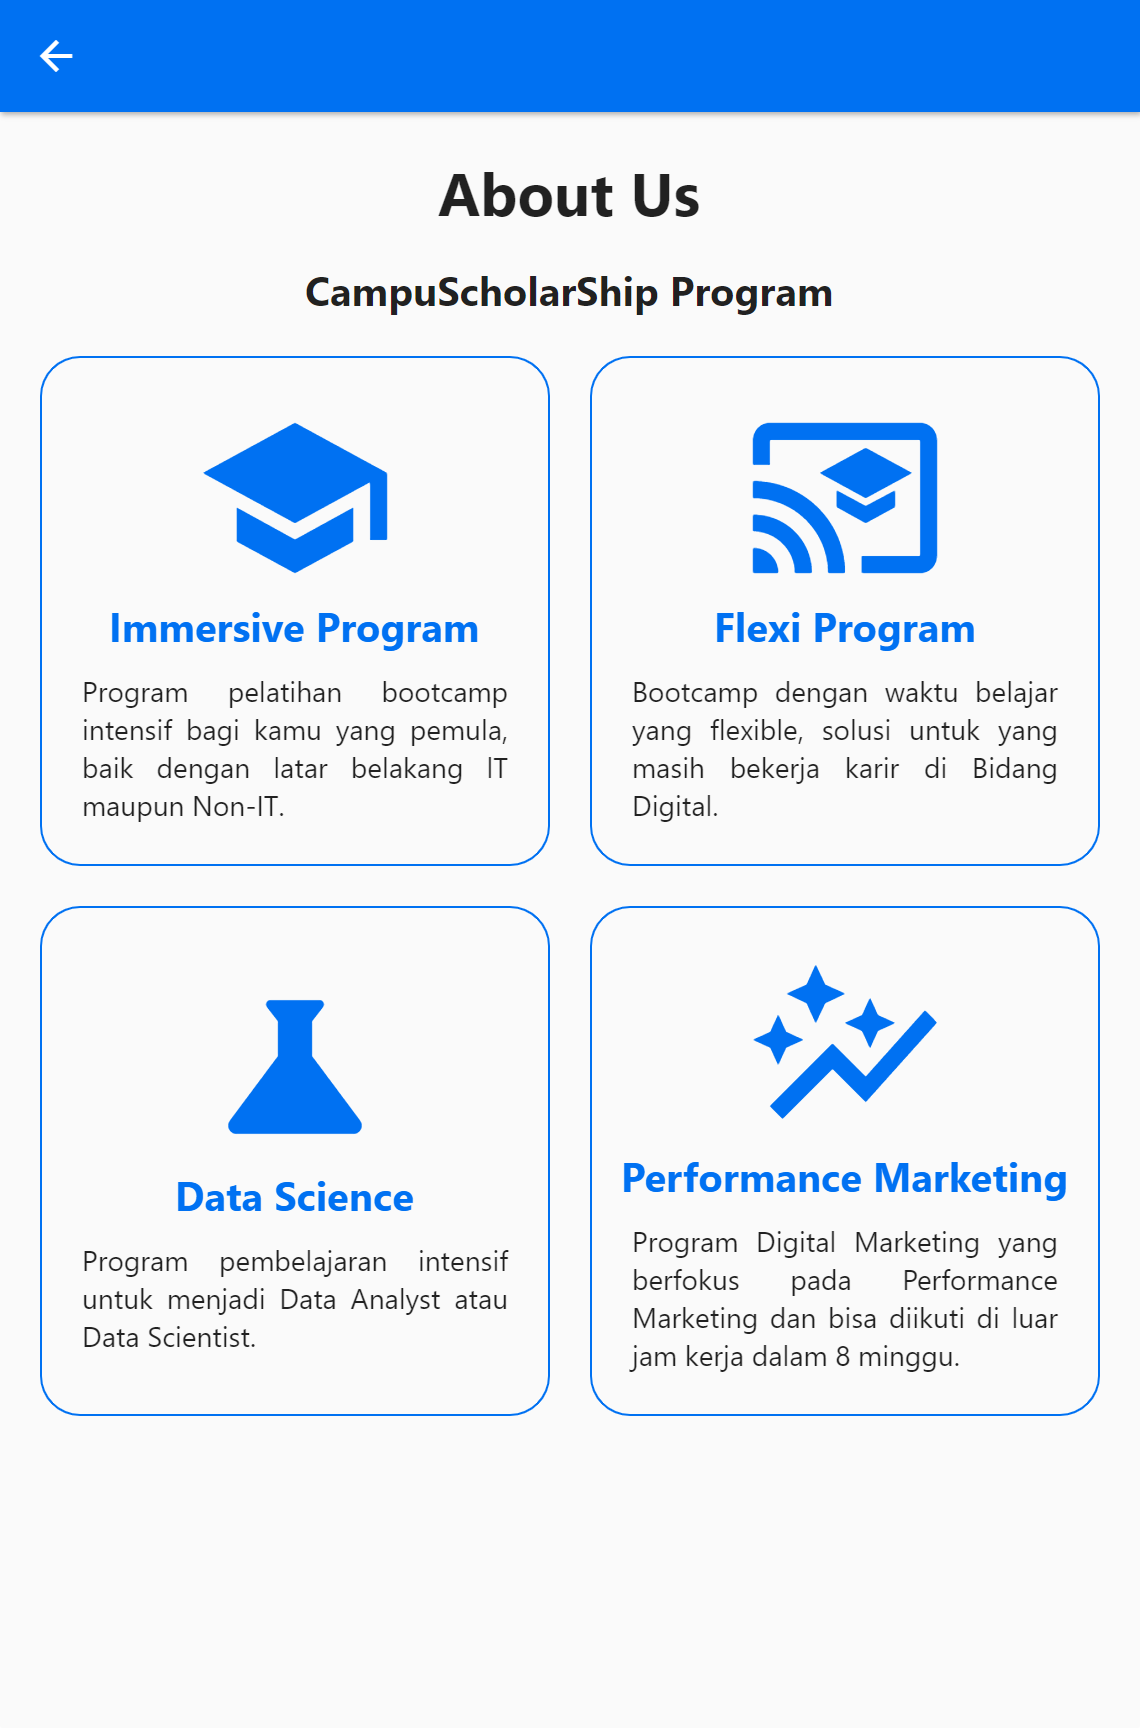 About Us
CampuScholarShip Program
Immersive Program
Program pelatihan bootcamp
intensif bagi kamu yang pemula,
baik dengan latar belakang IT
maupun Non-IT.
Flexi Program
Bootcamp dengan waktu belajar
yang flexible, solusi untuk yang
masih bekerja karir di Bidang
Digital.
Data Science
Program pembelajaran intensif
untuk menjadi Data Analyst atau
Data Scientist.
Performance Marketing
Program Digital Marketing yang
berfokus pada Performance
Marketing dan bisa diikuti di luar
jam kerja dalam 8 minggu.